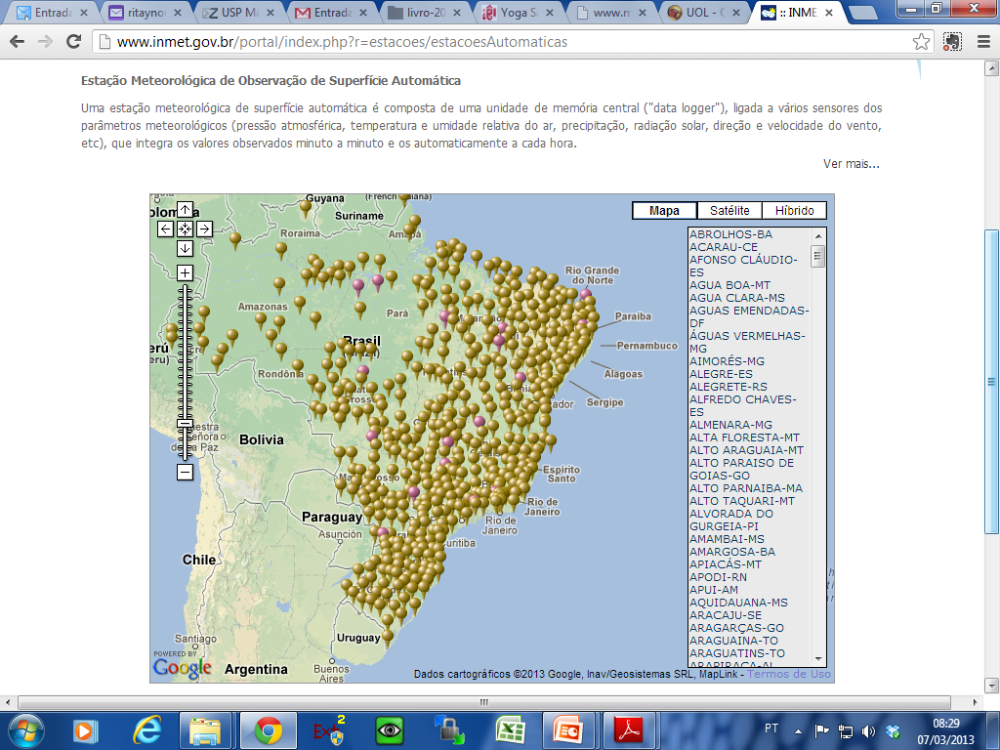 Entrada
ritayno
USP Ma
Entrada
livro-20
Yoga Sa
www.m
UOL - O
:: INME
www.inmet.gov.br/portal/index.php?r=estacoes/estacoesAutomaticas
Estação Meteorológica de Observação de Superfície Automática
Uma estação meteorológica de superfície automática é composta de uma unidade de memória central ("data logger"), ligada a vários sensores dos
parâmetros meteorológicos (pressão atmosférica, temperatura e umidade relativa do ar, precipitação, radiação solar, direção e velocidade do vento,
etc), que integra os valores observados minuto a minuto e os automaticamente a cada hora.
Ver mais...
Mapa
Satélite
Híbrido
Guyana
Suriname
Roraima
Amapá
Amazonas
Pará
Rio Grande
do Norte
Paraiba
Pernambuco
Alagoas
Sergipe
Brasil
Rondônia
Bolivia
Espirito
Santo
Rio de
Janeiro
Rio de
Janeiro
Paraguay
Asunción
Chile
Uruguay
Santiago
Argentina
Buenos
Aires
ABROLHOS-BA
ACARAU-CE
AFONSO CLÁUDIO-
ES
AGUA BOA-MT
AGUA CLARA-MS
AGUAS EMENDADAS-
DF
ÁGUAS VERMELHAS-
MG
AIMORÉS-MG
ALEGRE-ES
ALEGRETE-RS
ALFREDO CHAVES-
ES
ALMENARA-MG
ALTA FLORESTA-MT
ALTO ARAGUAIA-MT
ALTO PARAISO DE
GOIAS-GO
ALTO PARNAIBA-MA
ALTO TAQUARI-MT
ALVORADA DO
GURGEIA-PI
AMAMBAI-MS
AMARGOSA-BA
APIACÁS-MT
APODI-RN
APUI-AM
AQUIDAUANA-MS
ARACAJU-SE
ARAGARÇAS-GO
ARAGUAINA-TO
ARAGUATINS-TO
ARAPIRACA-AL
POWERED BY
Google
Dados cartográficos ©2013 Google, Inav/Geosistemas SRL, MapLink - Termos de Uso
PT
08:29
07/03/2013